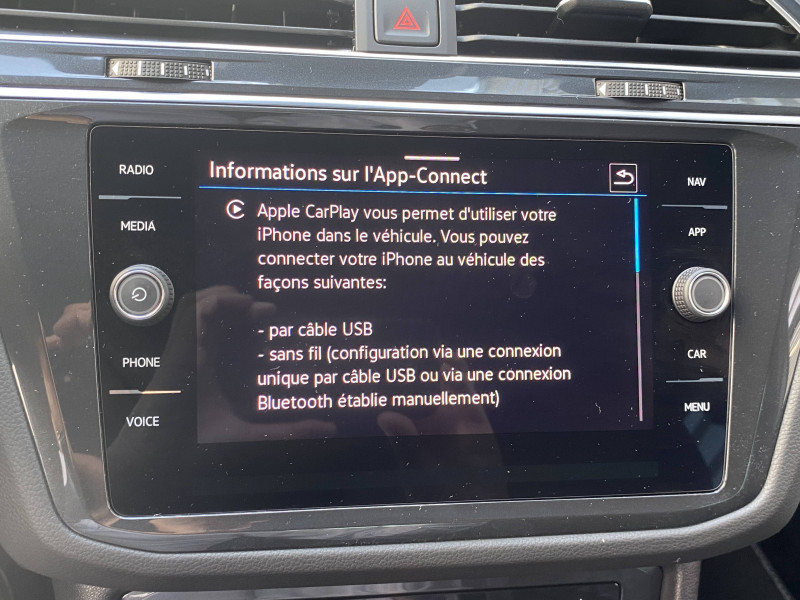 RADIO
MEDIA
PHONE
VOICE
Informations sur l'App-Connect
Apple CarPlay vous permet d'utiliser votre
iPhone dans le véhicule. Vous pouvez
connecter votre iPhone au véhicule des
façons suivantes:
- par câble USB
- sans fil (configuration via une connexion
unique par câble USB ou via une connexion
Bluetooth établie manuellement)
NAV
APP
CAR
MENU